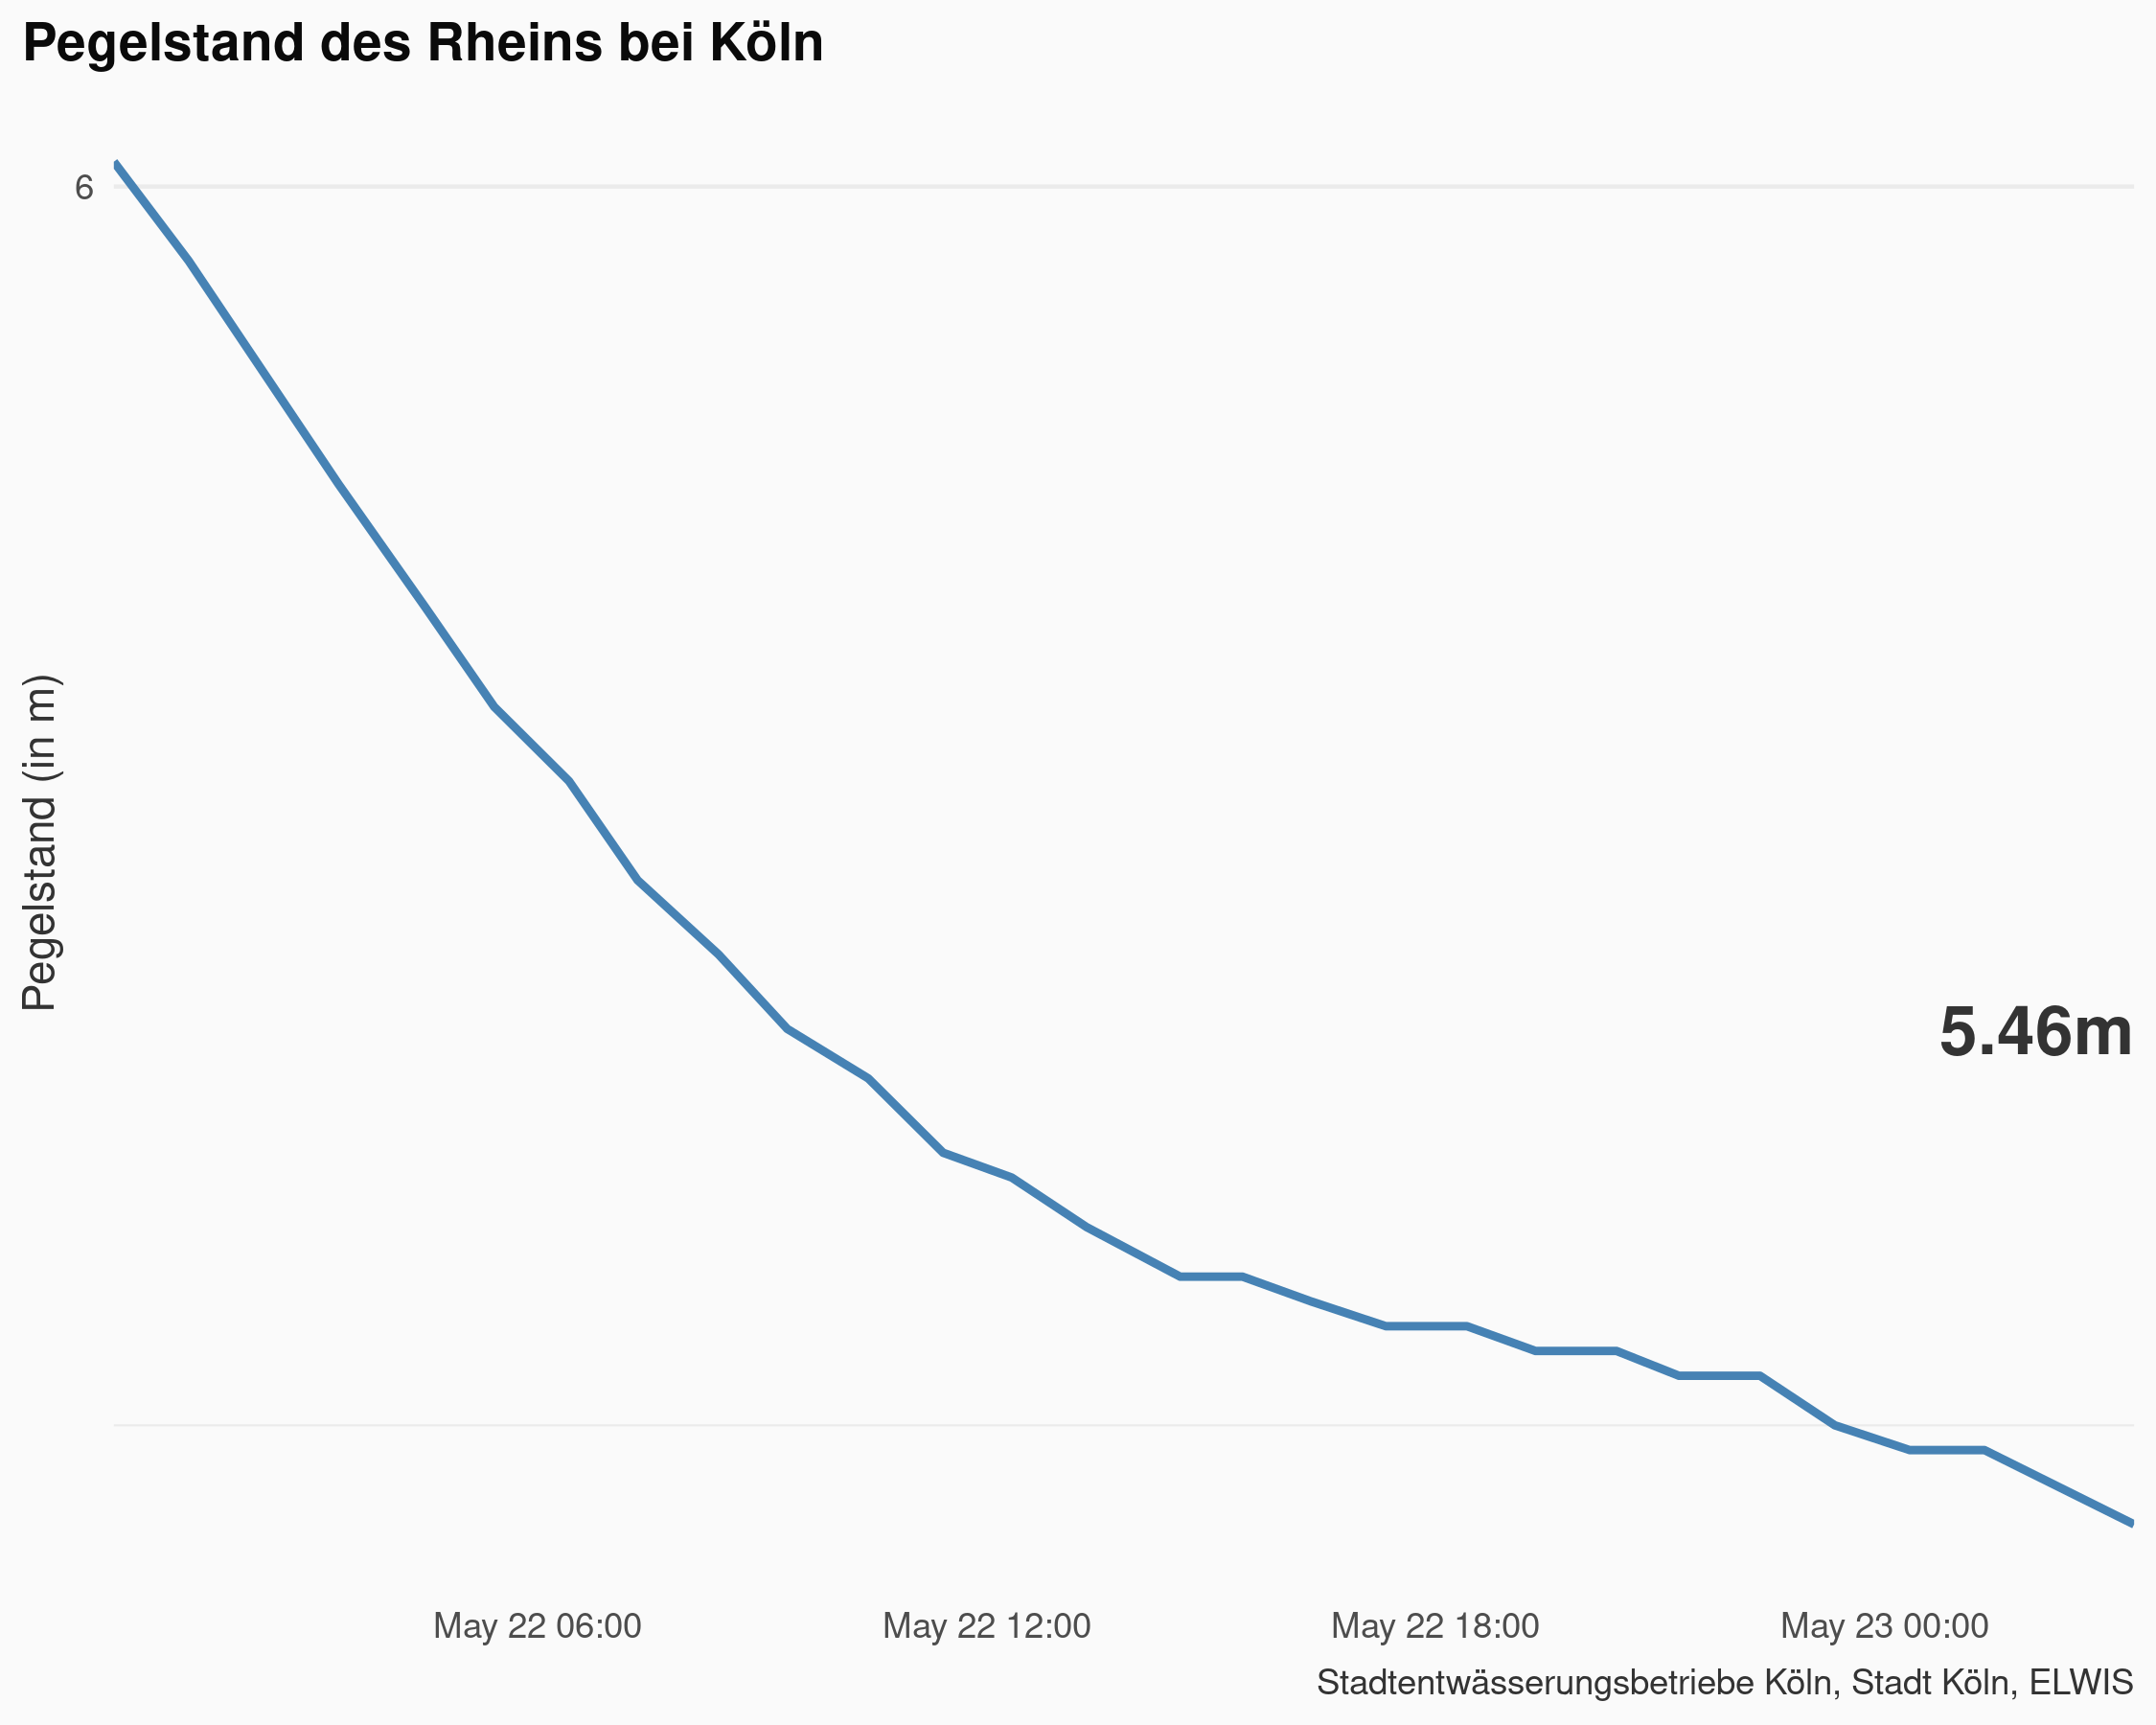 Pegelstand des Rheins bei Köln
6
Pegelstand (in m)
5.46m
May 22 06:00
May 22 12:00
May 22 18:00
May 23 00:00
Stadtentwässerungsbetriebe Köln, Stadt Köln, ELWIS